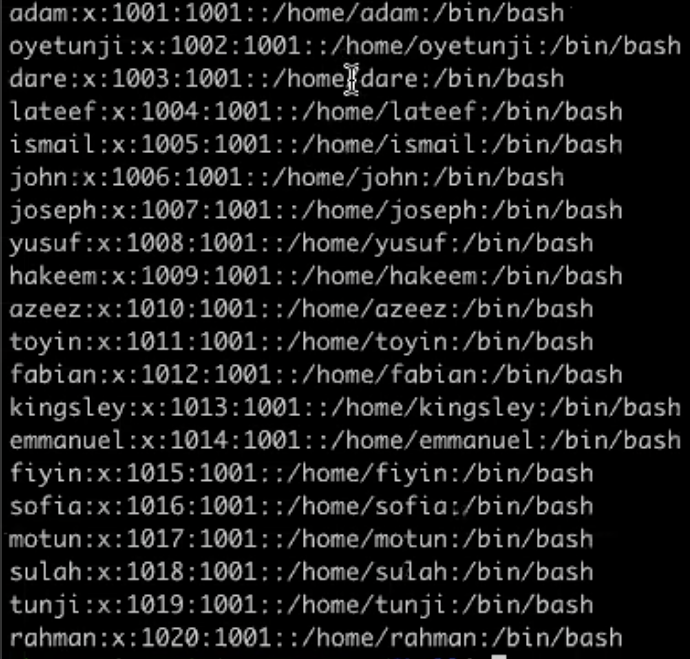 adam:x:1001:1001::/home/adam:/bin/bash
oyetunji:x:1002:1001::/home/oyetunji:/bin/bash
dare:x:1003:1001::/home/dare:/bin/bash
lateef:x:1004:1001::/home/lateef:/bin/bash
ismail:x:1005:1001::/home/ismail:/bin/bash
john:x:1006:1001::/home/john:/bin/bash
joseph:x:1007:1001::/home/joseph:/bin/bash
yusuf:x:1008:1001::/home/yusuf:/bin/bash
hakeem:x:1009:1001::/home/hakeem:/bin/bash
azeez:x:1010:1001::/home/azeez:/bin/bash
toyin:x:1011:1001::/home/toyin:/bin/bash
fabian:x:1012:1001::/home/fabian:/bin/bash
kingsley:x:1013:1001::/home/kingsley:/bin/bash
emmanuel:x:1014:1001::/home/emmanuel:/bin/bash
fiyin:x:1015:1001::/home/fiyin:/bin/bash
sofia:x:1016:1001::/home/sofia:/bin/bash
motun:x:1017:1001::/home/motun:/bin/bash
sulah:x:1018:1001::/home/sulah:/bin/bash
tunji:x:1019:1001::/home/tunji:/bin/bash
rahman:x:1020:1001::/home/rahman:/bin/bash